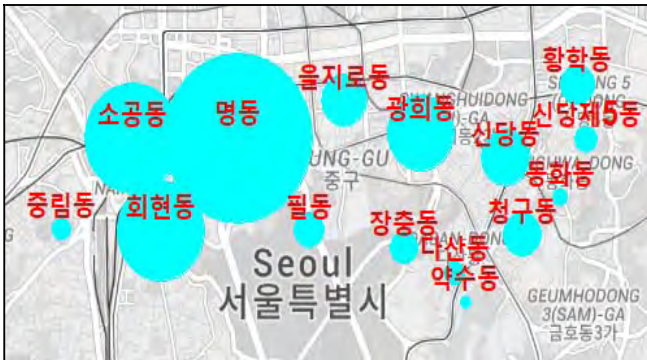 황학동
을지로동
SINDANG 5
소공동
명동
광희동
신당제5동
신당동
UNG-GU
중구
동화동
중림동
회현동
필동
장충동
청구동
다산동
Seoul
약수동
서울특별시
GEUMHODONG
3(SAM)-GA
금호동3가